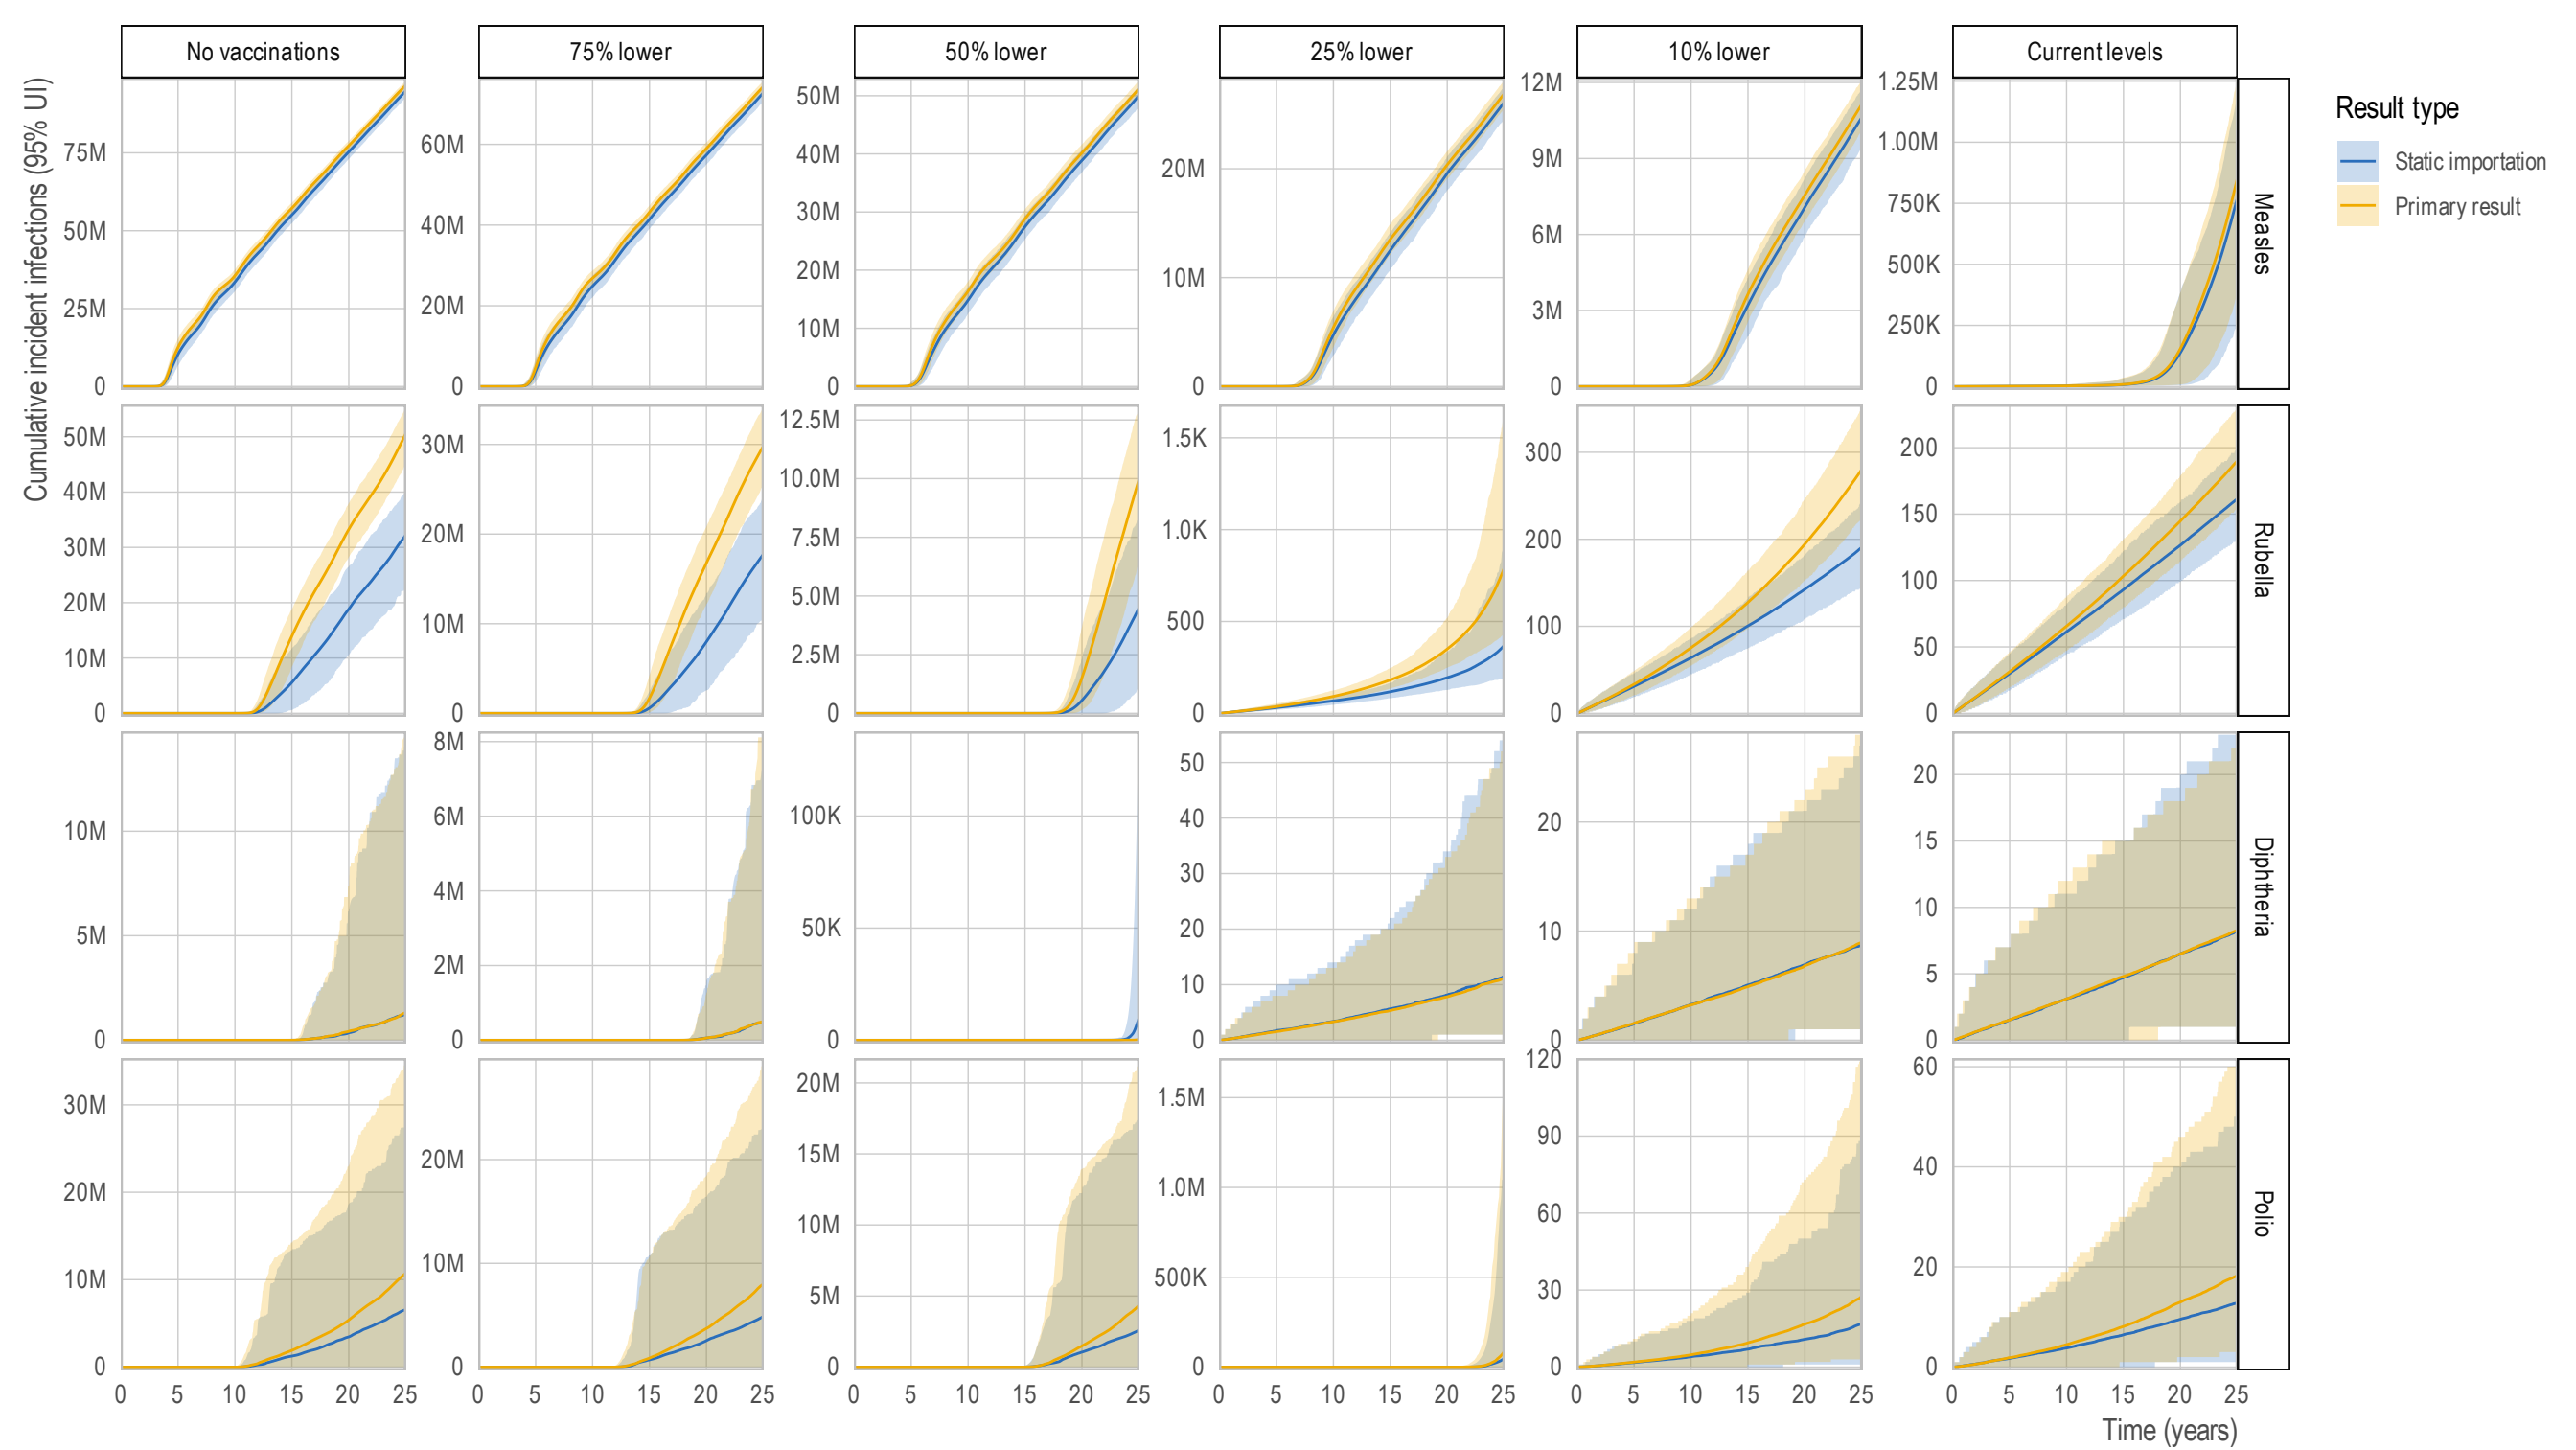 No vaccinations
75% lower
50% lower
25% lower
10% lower
Current levels
Cumulative incident infections (95% UI)
75M
50M
25M
0
60M
40M
20M
0
50M
40M
30M
20M
10M
0
20M
10M
0
12M
9M
6M
3M
0
1.25M
1.00M
750K
500K
250K
0
Measles
Result type
Static importation
Primary result
50M
40M
30M
20M
10M
0
30M
20M
10M
0
12.5M
10.0M
7.5M
5.0M
2.5M
0
1.5K
1.0K
500
0
300
200
100
0
200
150
100
50
0
Rubella
10M
5M
0
8M
6M
4M
2M
0
100K
50K
0
50
40
30
20
10
0
20
10
0
20
15
10
5
0
Diphtheria
30M
20M
10M
0
20M
10M
0
20M
15M
10M
5M
0
1.5M
1.0M
500K
0
120
90
60
30
0
60
40
20
0
Polio
0 5 10 15 20 25
0 5 10 15 20 25
0 5 10 15 20 25
0 5 10 15 20 25
0 5 10 15 20 25
0 5 10 15 20 25
Time (years)